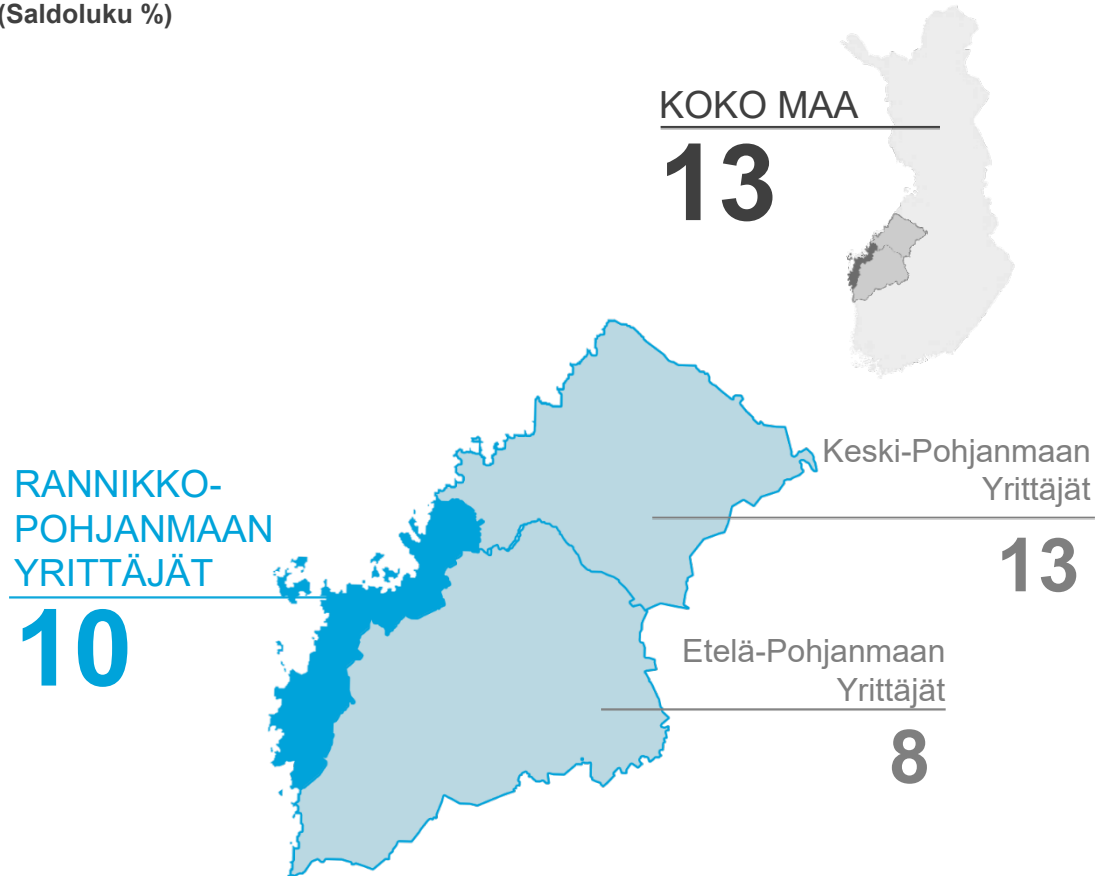 (Saldoluku %)
KOKO MAA
13
Keski-Pohjanmaan
Yrittäjät
13
RANNIKKO-
POHJANMAAN
YRITTÄJÄT
10
Etelä-Pohjanmaan
Yrittäjät
8